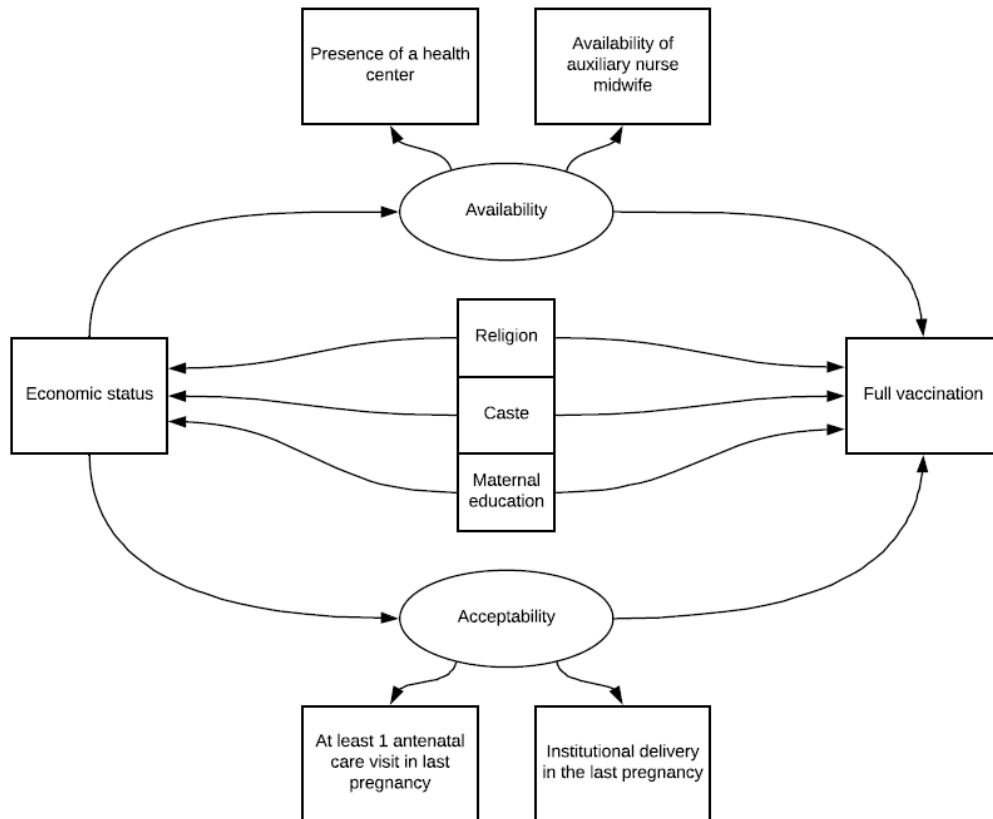 Presence of a health
center
Availability of
auxiliary nurse
midwife
Availability
Religion
Economic status
Caste
Full vaccination
Maternal
education
Acceptability
At least 1 antenatal
care visit in last
pregnancy
Institutional delivery
in the last pregnancy